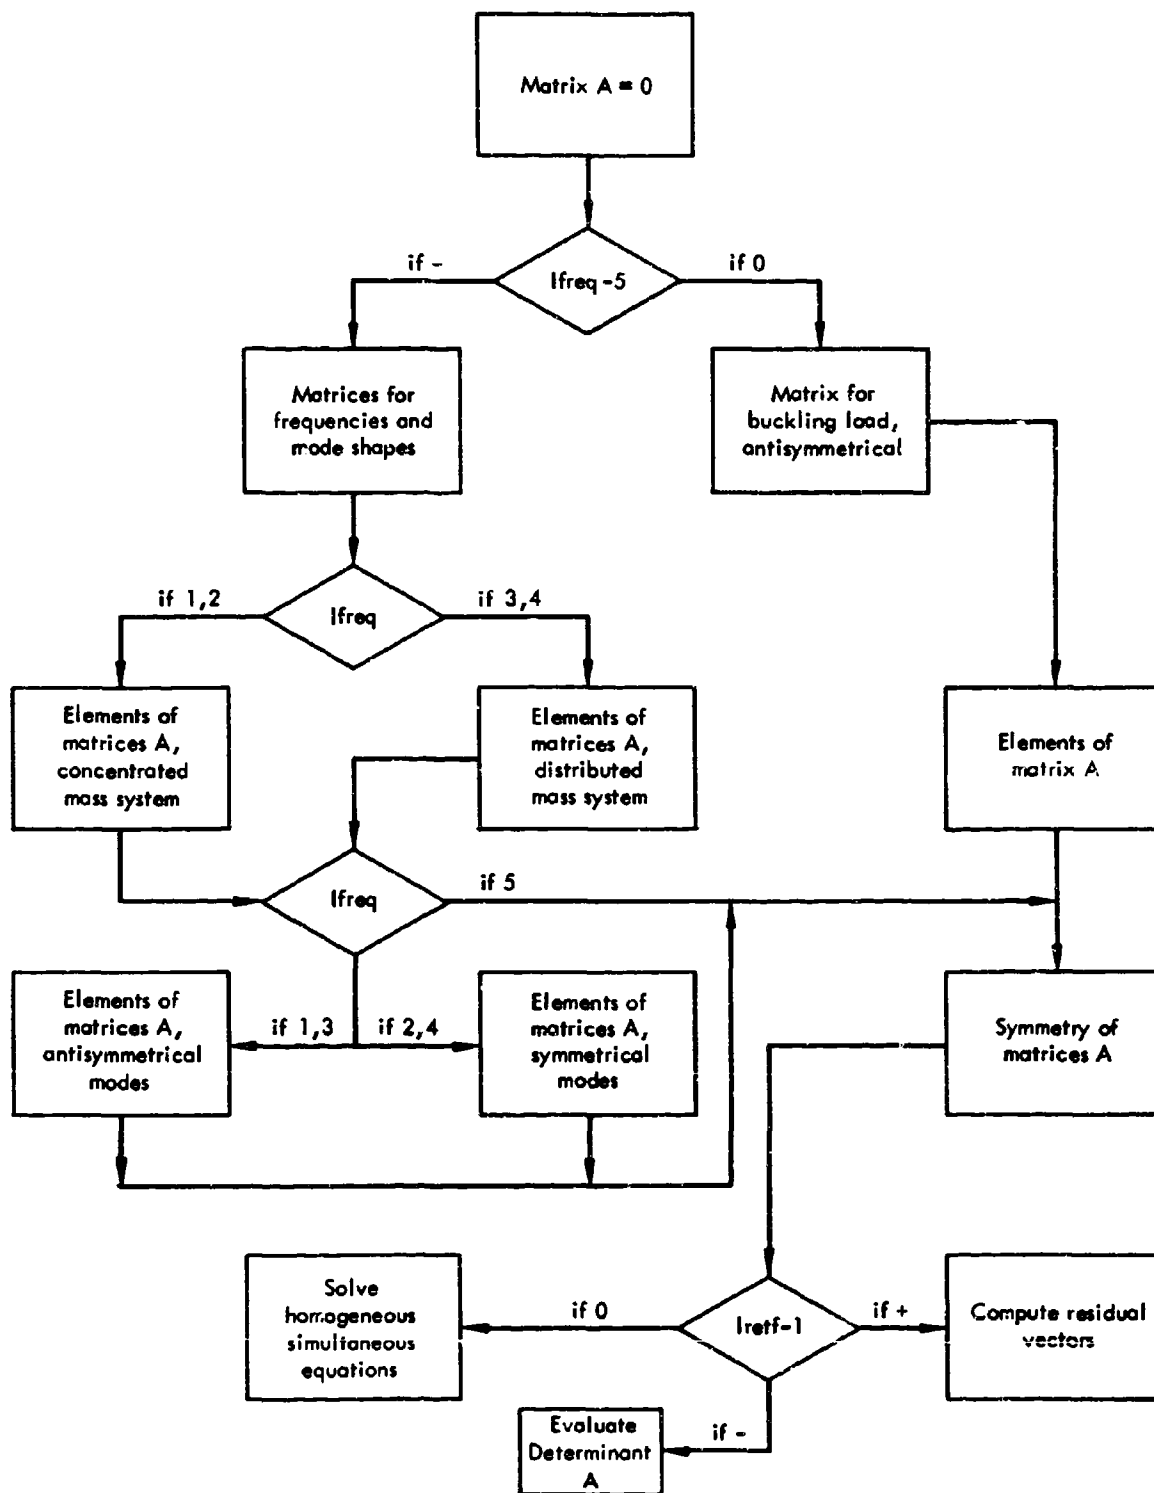 Matrix A = 0
Ifreq -5
if -
if 0
Matrices for
frequencies and
mode shapes
Matrix for
buckling load,
antisymmetrical
Ifreq
if 1,2
if 3,4
Elements of
matrices A,
concentrated
mass system
Elements of
matrices A,
distributed
mass system
Elements of
matrix A
Ifreq
if 5
Elements of
matrices A,
antisymmetrical
modes
if 1,3
if 2,4
Elements of
matrices A,
symmetrical
modes
Symmetry of
matrices A
Solve
homogeneous
simultaneous
equations
if 0
Iretf-1
if +
Compute residual
vectors
if -
Evaluate
Determinant
A